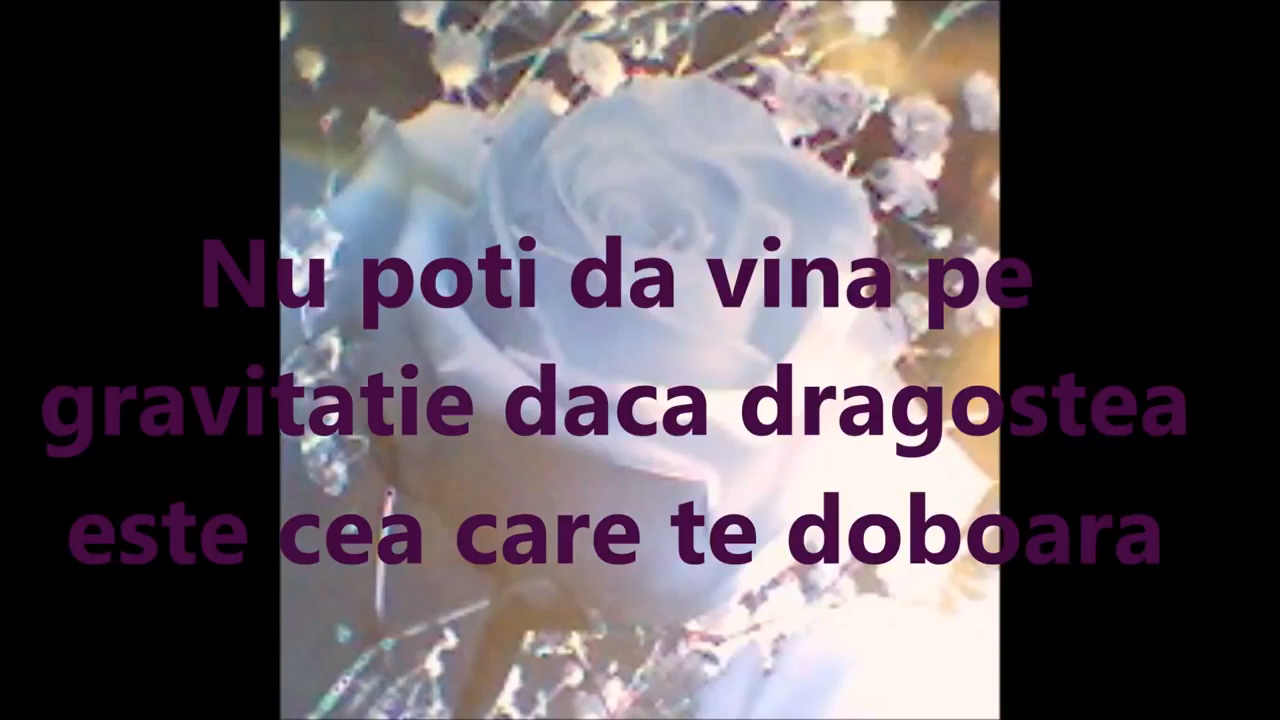 Nu poti da vina pe
gravitatie daca dragostea
este cea care te doboara